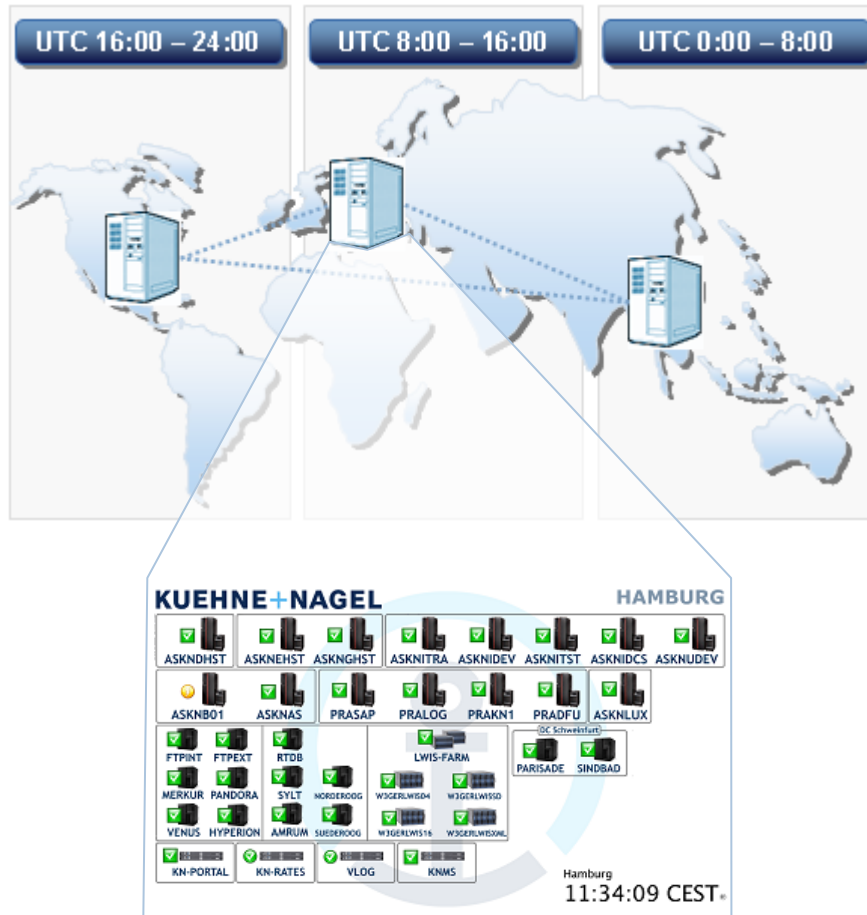 UTC 16:00 – 24:00 UTC 8:00 – 16:00 UTC 0:00 – 8:00
KUEHNE+NAGEL HAMBURG
ASKNDHST ASKNEHST ASKNGHST ASKNITRA ASKNIDEV ASKNITST ASKNIDCS ASKNUDEV
ASKNB01 ASKNAS PRASAP PRALOG PRAKN1 PRADFU ASKNLUX
DC Schweinfurt
FTPINT FTPEXT RTDB LWIS-FARM PARISADE SINDBAD
MERKUR PANDORA SYLT NORDEROOG W3GERLWISD4 W3GERLWISSD
VENUS HYPERION AMRUM SUEDEROOG W3GERLWIS16 W3GERLWISXML
KN-PORTAL KN-RATES VLOG KNMS
Hamburg
11:34:09 CEST